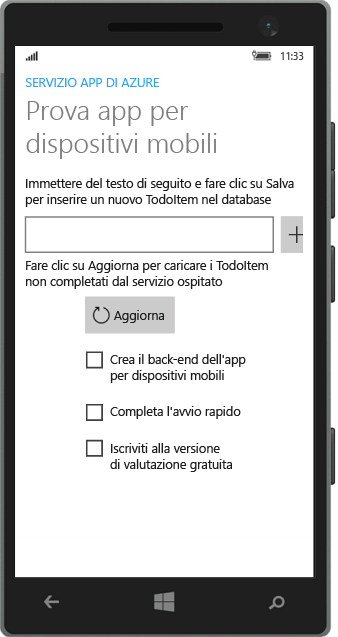 11:33
SERVIZIO APP DI AZURE
Prova app per
dispositivi mobili
Immettere del testo di seguito e fare clic su Salva
per inserire un nuovo TodoItem nel database
Fare clic su Aggiorna per caricare i TodoItem
non completati dal servizio ospitato
Aggiorna
Crea il back-end dell'app
per dispositivi mobili
Completa l'avvio rapido
Iscriviti alla versione
di valutazione gratuita